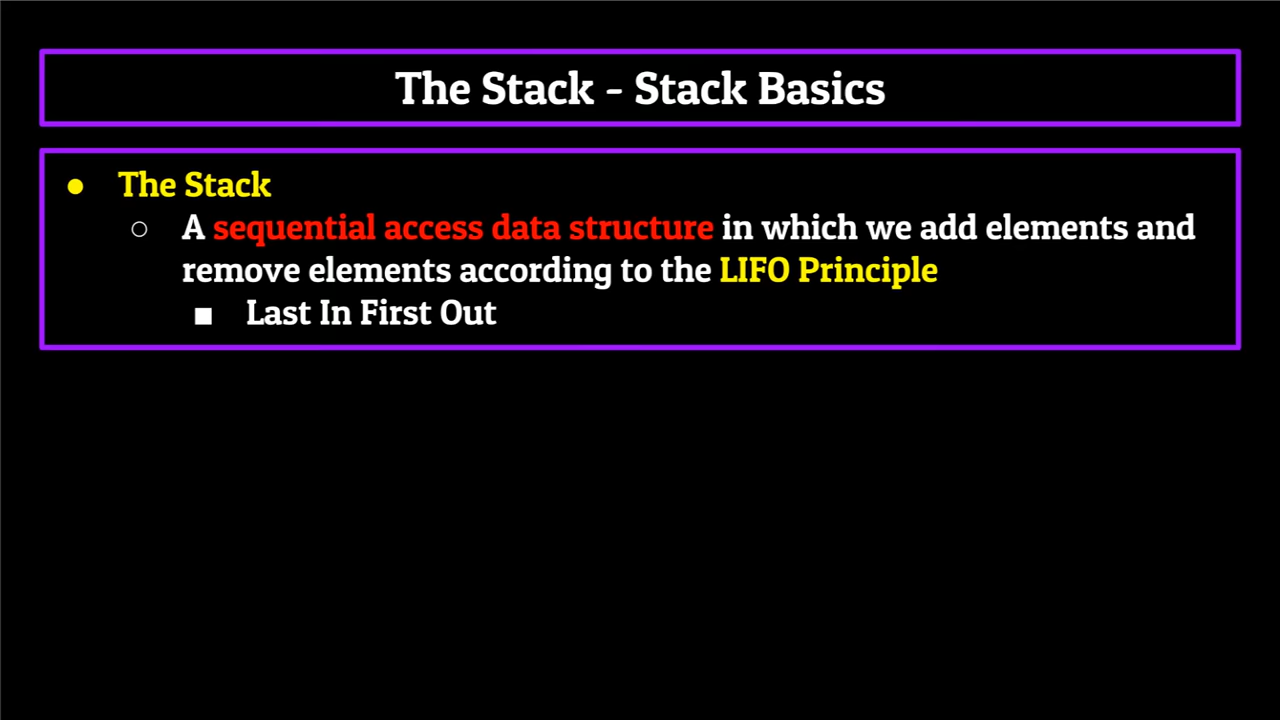 The Stack - Stack Basics
● The Stack
○ A sequential access data structure in which we add elements and
remove elements according to the LIFO Principle
■ Last In First Out